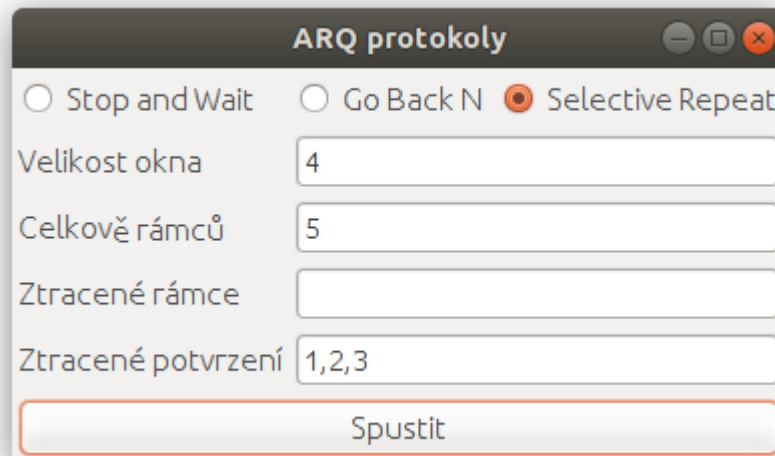 ARQ protokoly
Stop and Wait Go Back N Selective Repeat
Velikost okna 4
Celkově rámců 5
Ztracené rámce
Ztracené potvrzení 1,2,3
Spustit